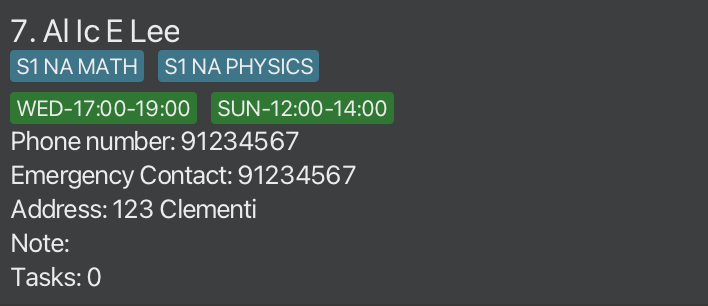 7. Al Ic E Lee
S1 NA MATH S1 NA PHYSICS
WED-17:00-19:00 SUN-12:00-14:00
Phone number: 91234567
Emergency Contact: 91234567
Address: 123 Clementi
Note:
Tasks: 0